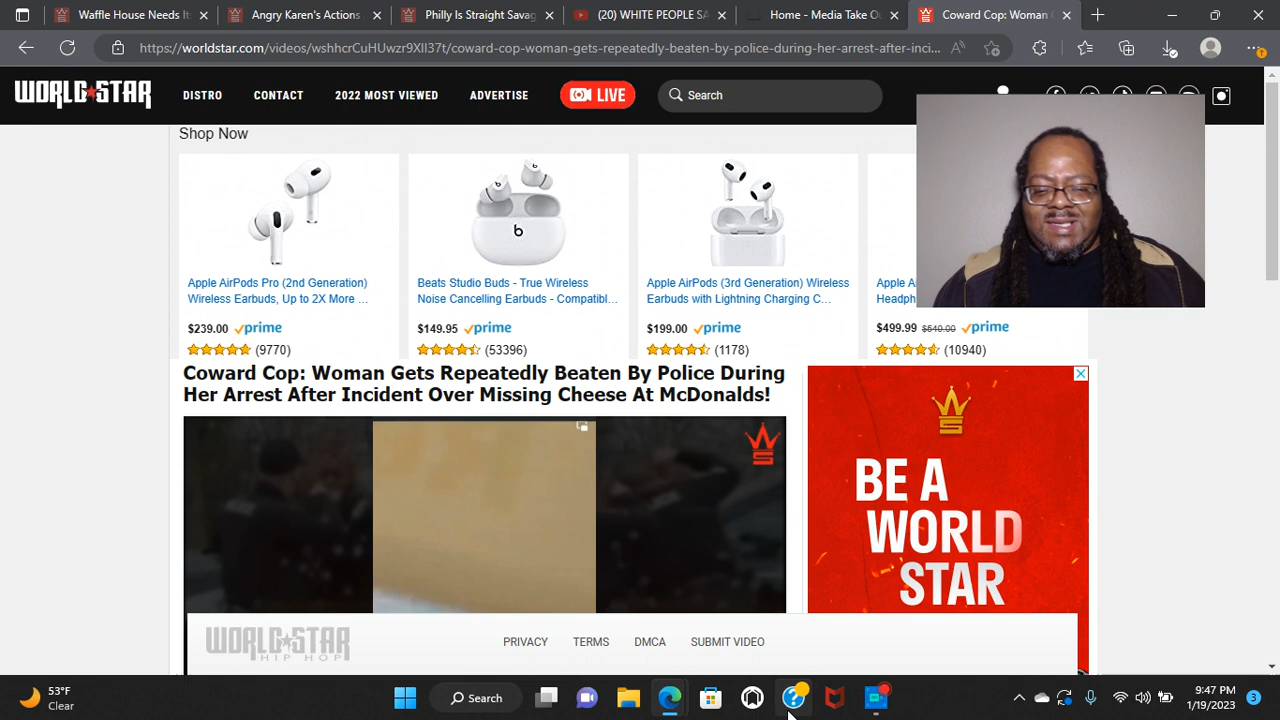 Waffle House Needs It
Angry Karen's Actions
Philly Is Straight Savag
(20) WHITE PEOPLE SA
Home - Media Take Ou
Coward Cop: Woman G
https://worldstar.com/videos/wshhcrCuHUwzr9XIl37t/coward-cop-woman-gets-repeatedly-beaten-by-police-during-her-arrest-after-inci...
WORLD STAR
DISTRO
CONTACT
2022 MOST VIEWED
ADVERTISE
LIVE
Search
Shop Now
b
Apple AirPods Pro (2nd Generation)
Wireless Earbuds, Up to 2X More ...
$239.00 prime
(9770)
Beats Studio Buds - True Wireless
Noise Cancelling Earbuds - Compatibl...
$149.95 prime
(53396)
Apple AirPods (3rd Generation) Wireless
Earbuds with Lightning Charging C...
$199.00 prime
(1178)
Apple A
Headph
$499.99 $549.00 prime
(10940)
Coward Cop: Woman Gets Repeatedly Beaten By Police During
Her Arrest After Incident Over Missing Cheese At McDonalds!
BE A
WORLD
STAR
WORLD STAR
HIP HOP
PRIVACY
TERMS
DMCA
SUBMIT VIDEO
53°F
Clear
Search
9:47 PM
1/19/2023
3